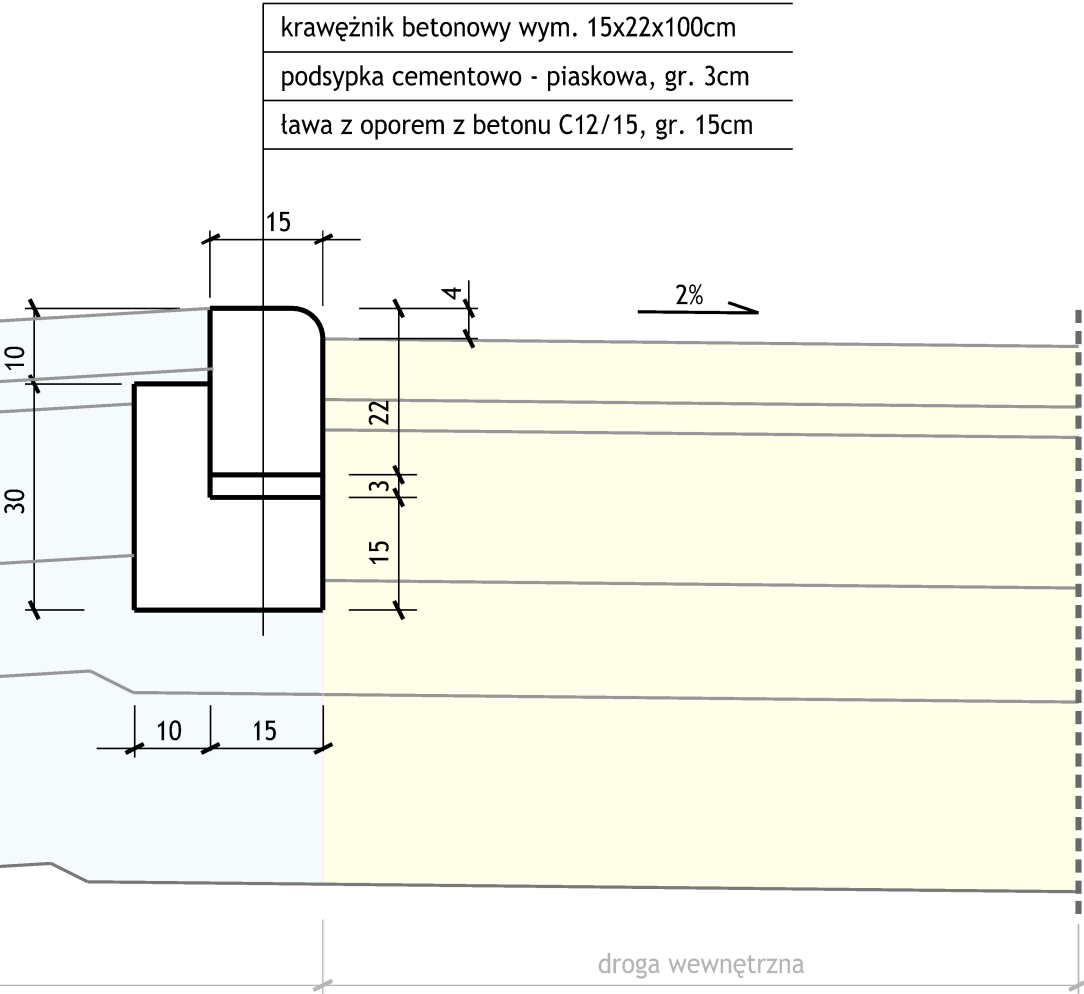 krawężnik betonowy wym. 15x22x100cm
podsypka cementowo - piaskowa, gr. 3cm
ława z oporem z betonu C12/15, gr. 15cm
15
4
2%
10
22
3
30
15
10
15
droga wewnętrzna